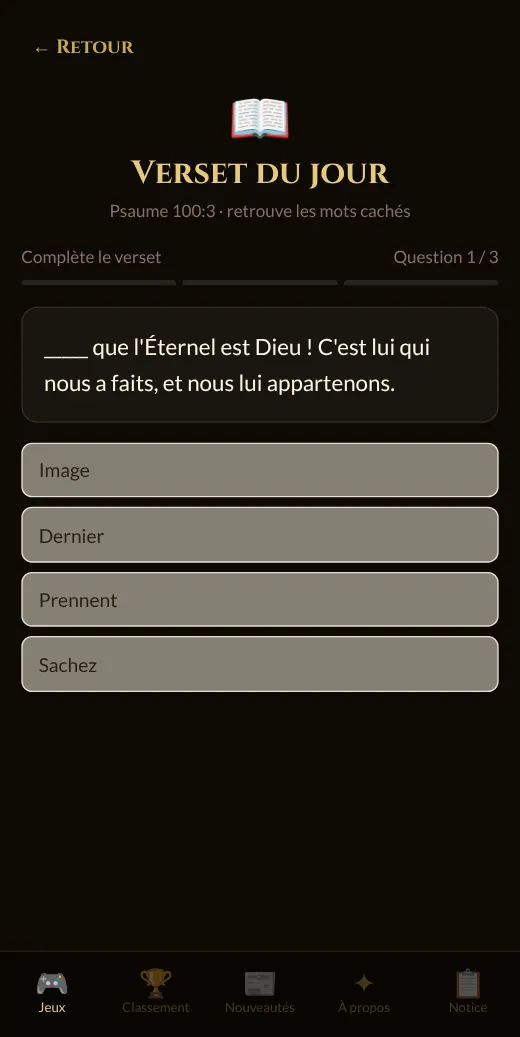 ← Retour
Verset du jour
Psaume 100:3 · retrouve les mots cachés
Complète le verset
Question 1 / 3
____ que l'Éternel est Dieu ! C'est lui qui
nous a faits, et nous lui appartenons.
Image
Dernier
Prennent
Sachez
Jeux
Classement
Nouveautés
À propos
Notice